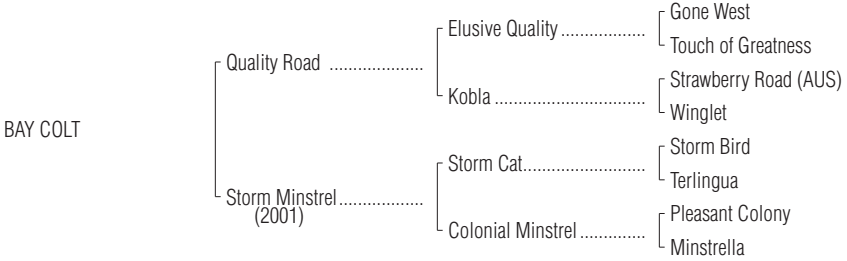 Gone West
Elusive Quality ...................
Touch of Greatness
Quality Road ....................
Strawberry Road (AUS)
Kobla ................................
Winglet
BAY COLT
Storm Bird
Storm Cat..........................
Terlingua
Storm Minstrel..................
(2001)
Pleasant Colony
Colonial Minstrel ..............
Minstrella